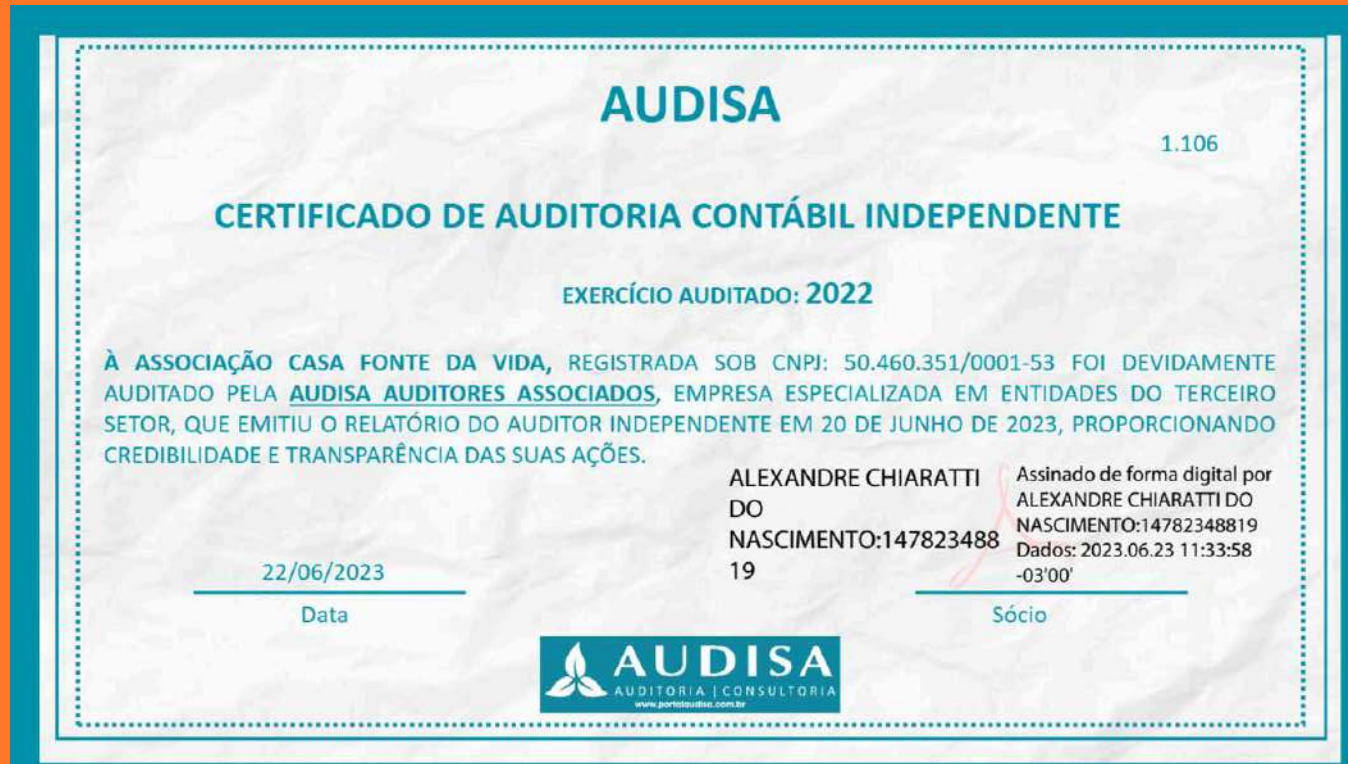 AUDISA
1.106
CERTIFICADO DE AUDITORIA CONTÁBIL INDEPENDENTE
EXERCÍCIO AUDITADO: 2022
À ASSOCIAÇÃO CASA FONTE DA VIDA, REGISTRADA SOB CNPJ: 50.460.351/0001-53 FOI DEVIDAMENTE
AUDITADO PELA AUDISA AUDITORES ASSOCIADOS, EMPRESA ESPECIALIZADA EM ENTIDADES DO TERCEIRO
SETOR, QUE EMITIU O RELATÓRIO DO AUDITOR INDEPENDENTE EM 20 DE JUNHO DE 2023, PROPORCIONANDO
CREDIBILIDADE E TRANSPARÊNCIA DAS SUAS AÇÕES.
ALEXANDRE CHIARATTI
DO
NASCIMENTO:147823488
19
Assinado de forma digital por
ALEXANDRE CHIARATTI DO
NASCIMENTO:14782348819
Dados: 2023.06.23 11:33:58
-03'00'
22/06/2023
Data
Sócio
AUDISA
AUDITORIA | CONSULTORIA
www.portalaudisa.com.br